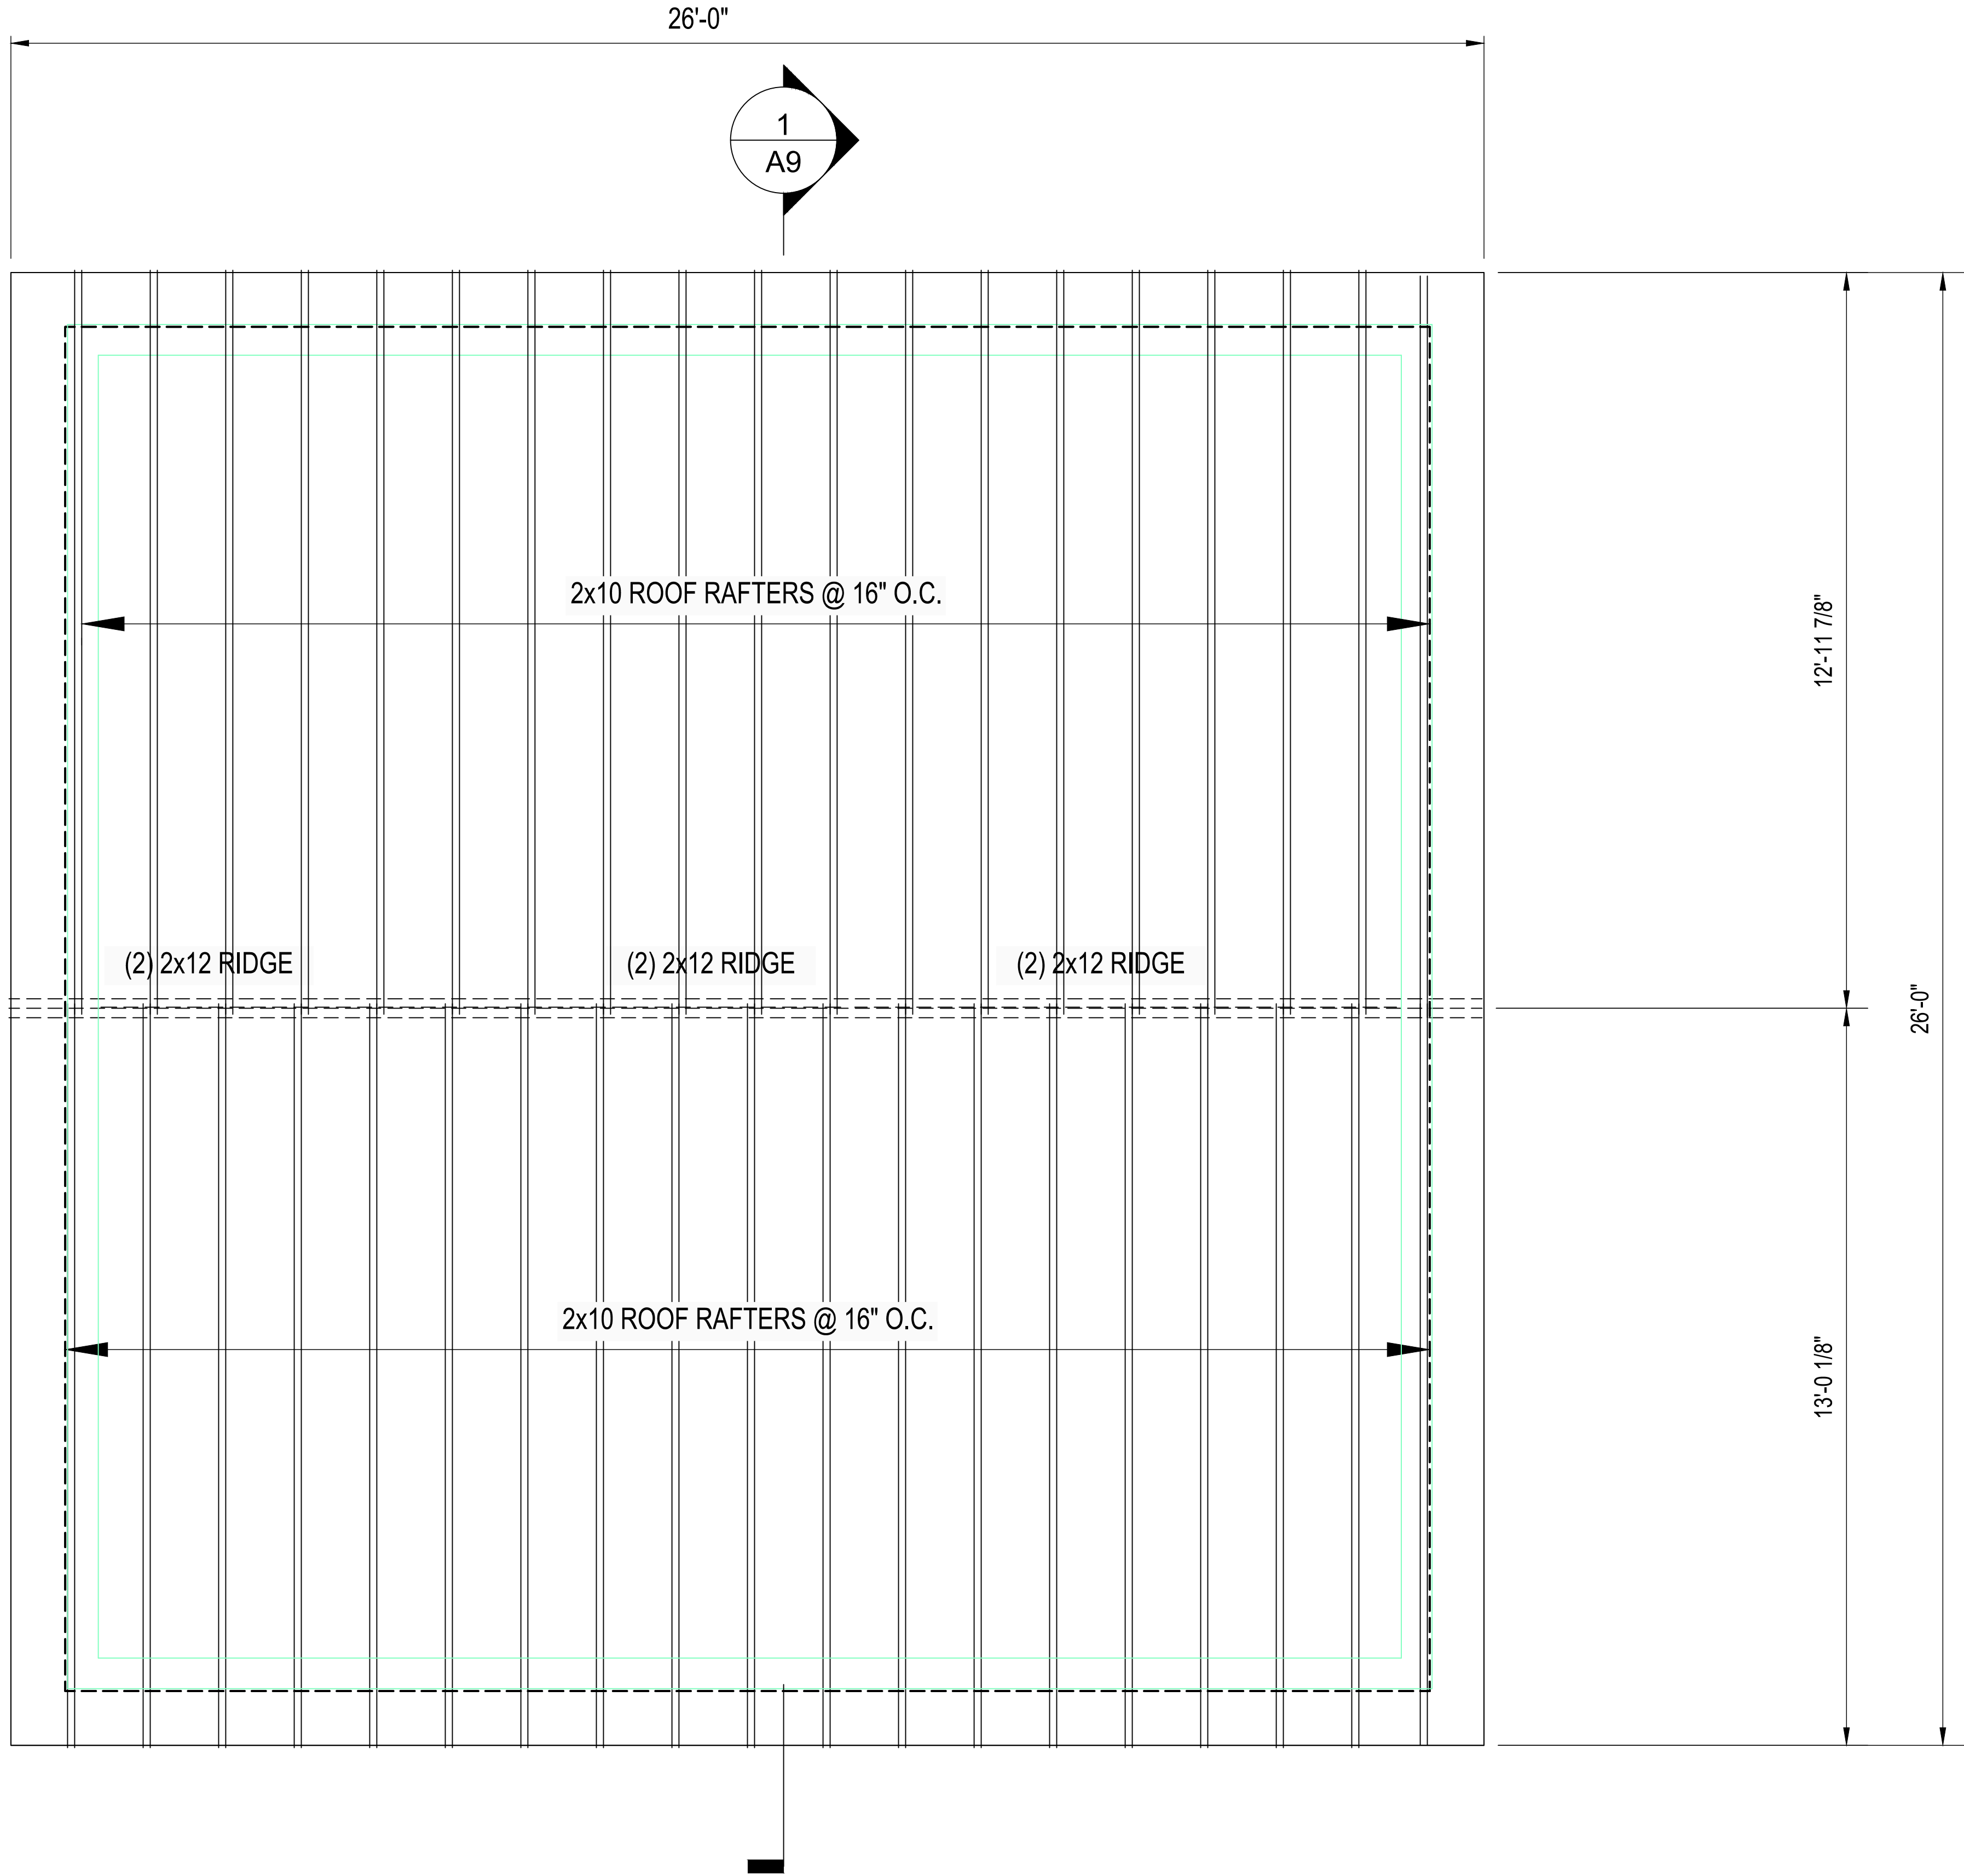 26'-0"
1
A9
2x10 ROOF RAFTERS @ 16" O.C.
12'-11 7/8"
(2) 2x12 RIDGE
(2) 2x12 RIDGE
(2) 2x12 RIDGE
26'-0"
2x10 ROOF RAFTERS @ 16" O.C.
13'-0 1/8"